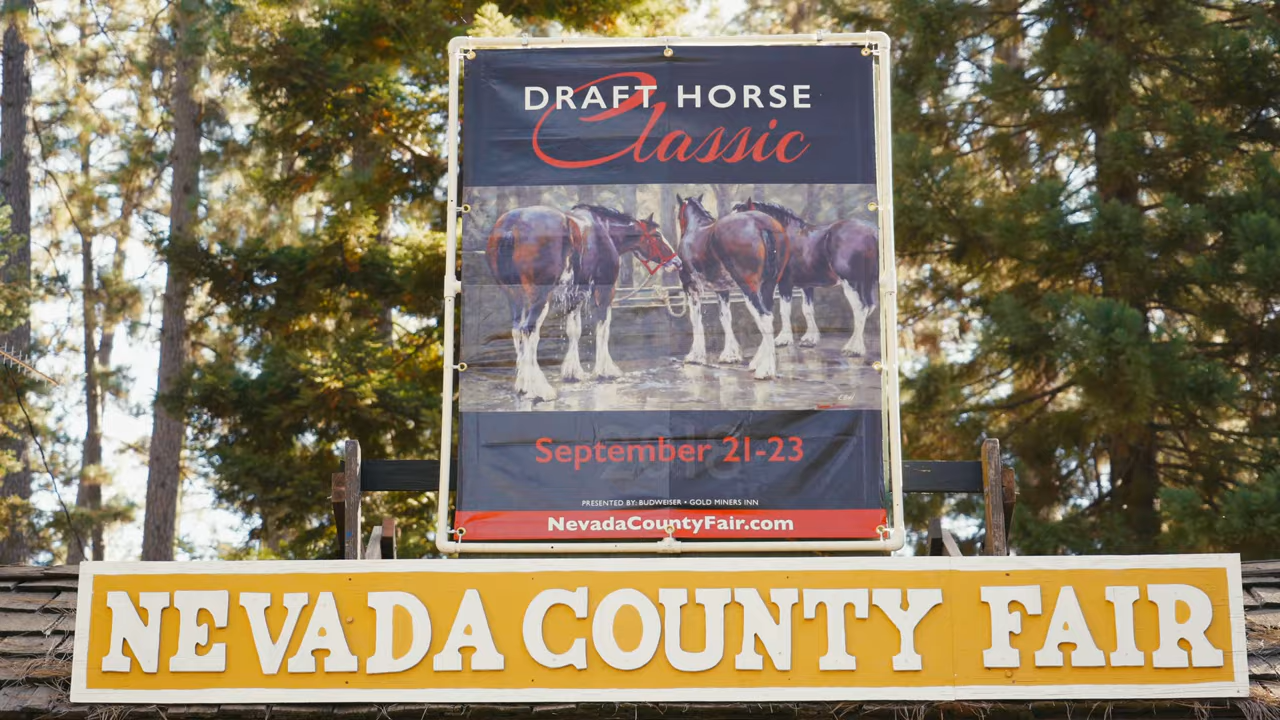 DRAFT HORSE
Classic
September 21-23
PRESENTED BY: BUDWEISER • GOLD MINERS INN
NevadaCountyFair.com
NEVADA COUNTY FAIR